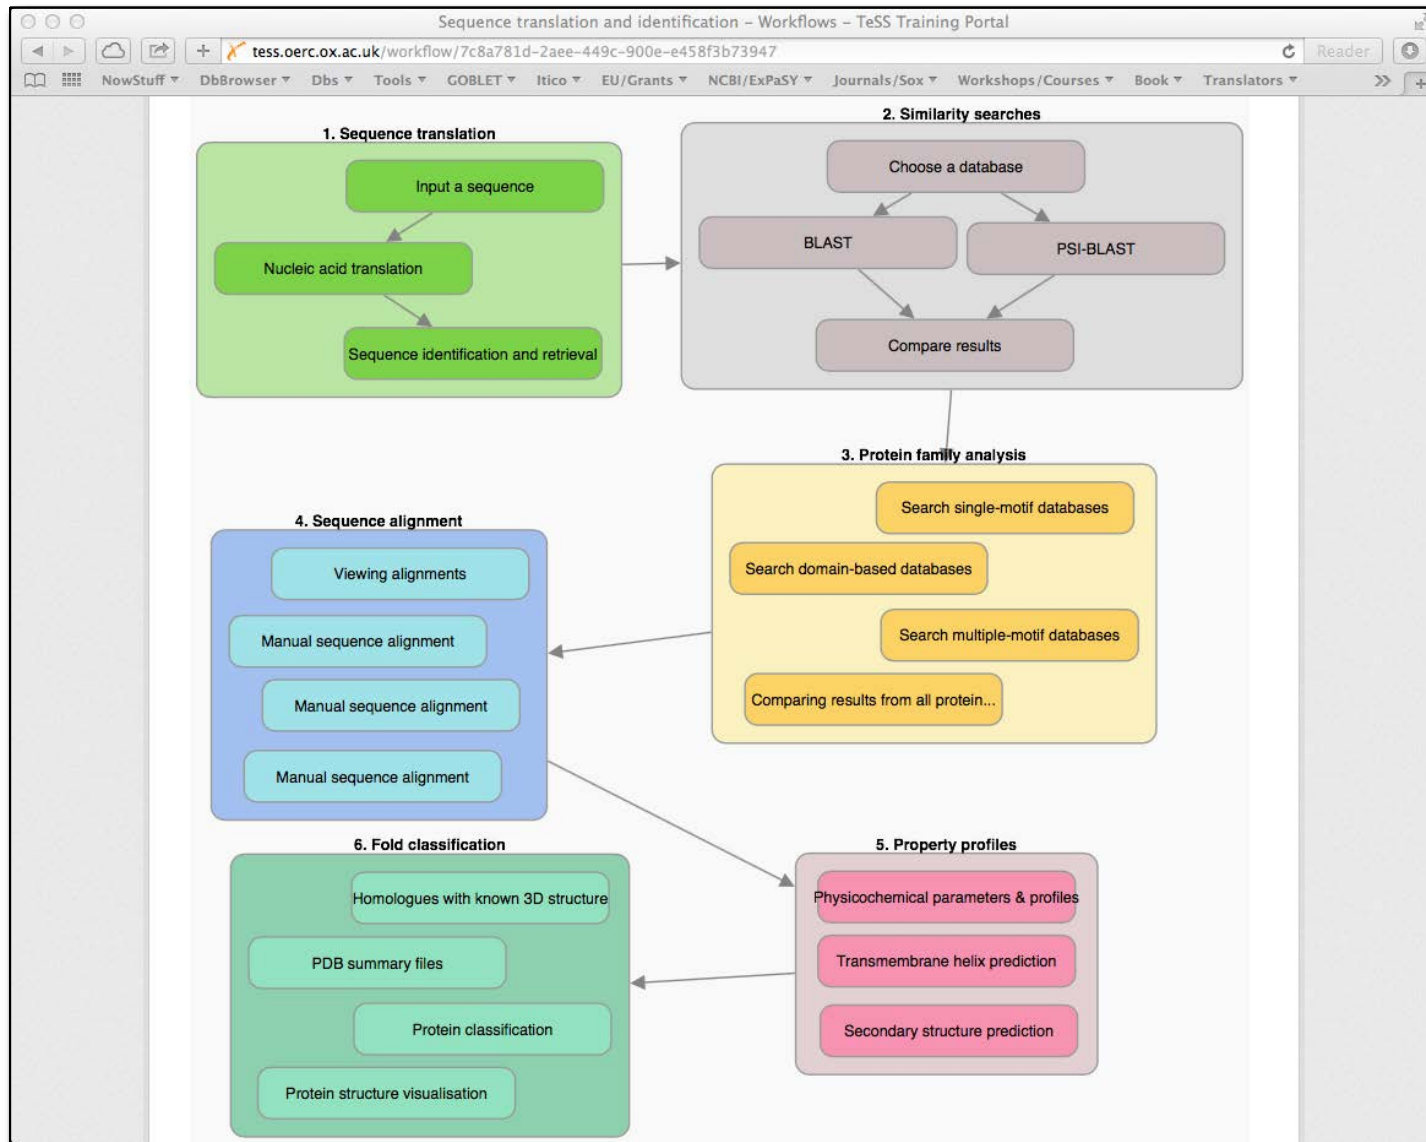 Sequence translation and identification – Workflows – TeSS Training Portal
tess.oerc.ox.ac.uk/workflow/7c8a781d-2aee-449c-900e-e458f3b73947
Reader
NowStuff DbBrowser Dbs Tools GOBLET Itico EU/Grants NCBI/ExPaSY Journals/Sox Workshops/Courses Book Translators
1. Sequence translation
Input a sequence
Nucleic acid translation
Sequence identification and retrieval
2. Similarity searches
Choose a database
BLAST
PSI-BLAST
Compare results
3. Protein family analysis
Search single-motif databases
Search domain-based databases
Search multiple-motif databases
Comparing results from all protein...
4. Sequence alignment
Viewing alignments
Manual sequence alignment
Manual sequence alignment
Manual sequence alignment
5. Property profiles
Physicochemical parameters & profiles
Transmembrane helix prediction
Secondary structure prediction
6. Fold classification
Homologues with known 3D structure
PDB summary files
Protein classification
Protein structure visualisation